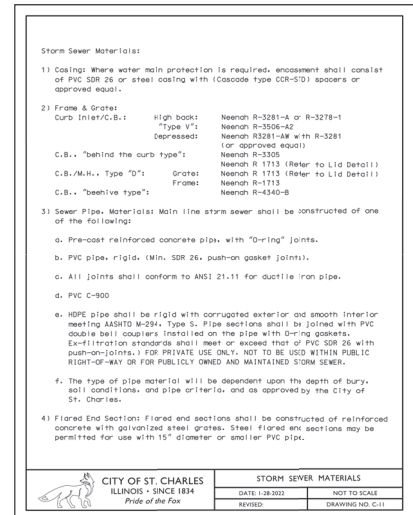 Storm Sewer Materials:
1) Casing: Where water main protection is required, encasment shall consist
of PVC SDR 26 or steel casing with (Cascade type CCR-S'D) spacers or
approved equal.
2) Frame & Grate:
Curb Inlet/C.B.: High back: Neenah R-3281-A or R-3278-1
"Type V": Neenah R-3506-A2
Depressed: Neenah R3281-AW with R-3281
(or approved equal)
C.B., "behind the curb type": Neenah R-3305
Neenah R 1713 (Refer to Lid Detail)
C.B./M.H., Type "D": Grate: Neenah R 1713 (Refer to Lid Detail)
Frame: Neenah R-1713
C.B., "beehive type": Neenah R-4340-B
3) Sewer Pipe, Materials: Main line storm sewer shall be constructed of one
of the following:
a. Pre-cast reinforced concrete pipe, with "O-ring" joints.
b. PVC pipe, rigid, (Min. SDR 26, push-on gasket joints).
c. All joints shall conform to ANSI 21.11 for ductile iron pipe.
d. PVC C-900
e. HDPE pipe shall be rigid with corrugated exterior and smooth interior
meeting AASHTO M-294, Type S. Pipe sections shall be joined with PVC
double bell couplers installed on the pipe with O-ring gaskets.
Ex-filtration standards shall meet or exceed that of PVC SDR 26 with
push-on-joints.) FOR PRIVATE USE ONLY. NOT TO BE USED WITHIN PUBLIC
RIGHT-OF-WAY OR FOR PUBLICLY OWNED AND MAINTAINED STORM SEWER.
f. The type of pipe material will be dependent upon the depth of bury,
soil conditions, and pipe criteria, and as approved by the City of
St. Charles.
4) Flared End Section: Flared end sections shall be constructed of reinforced
concrete with galvanized steel grates. Steel flared end sections may be
permitted for use with 15" diameter or smaller PVC pipe.
CITY OF ST. CHARLES
ILLINOIS • SINCE 1834
Pride of the Fox
STORM SEWER MATERIALS
DATE: 1-28-2022 NOT TO SCALE
REVISED: DRAWING NO. C-11